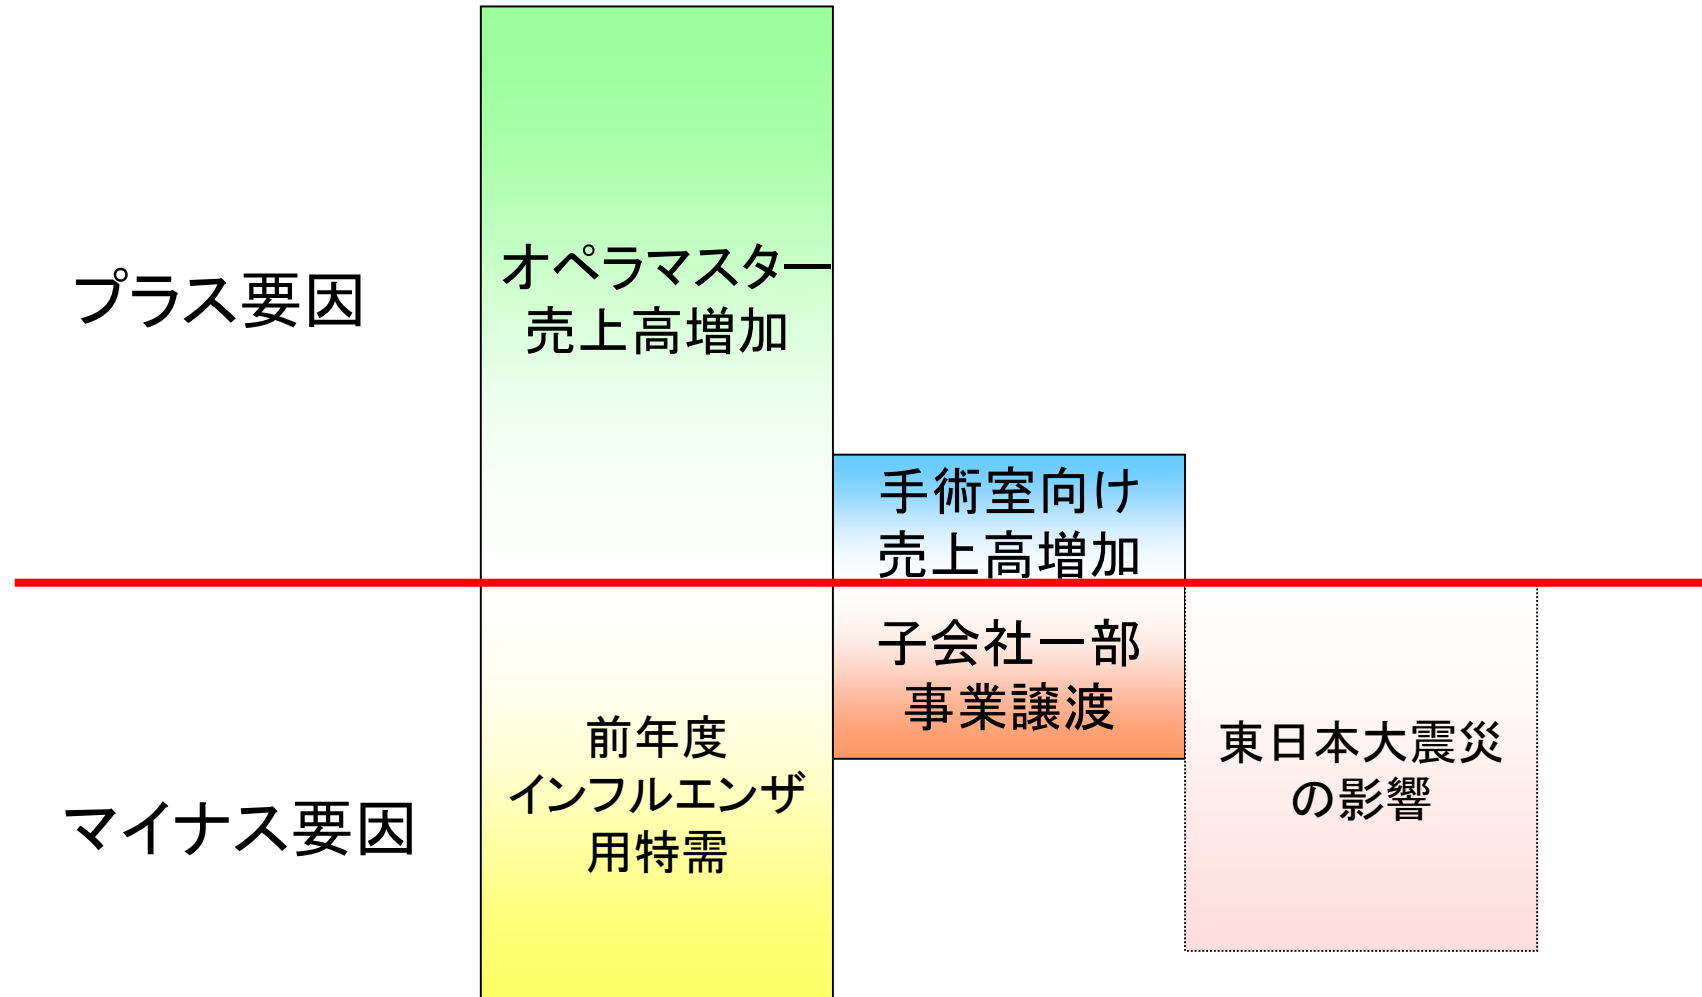 プラス要因
オペラマスター
売上高増加
手術室向け
売上高増加
マイナス要因
前年度
インフルエンザ
用特需
子会社一部
事業譲渡
東日本大震災
の影響